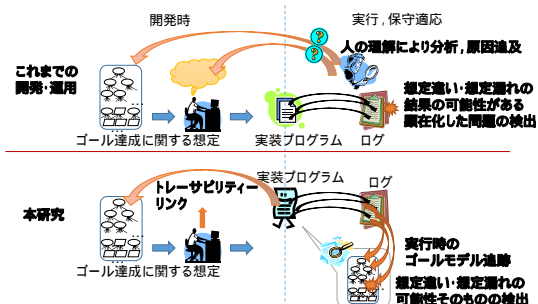 開発時
実行,保守適応
?
?
人の理解により分析,原因追及
これまでの
開発・運用
想定違い・想定漏れの
結果の可能性がある
顕在化した問題の検出
ゴール達成に関する想定
実装プログラム
ログ
実装プログラム
ログ
トレーサビリティー
リンク
本研究
実行時の
ゴールモデル追跡
ゴール達成に関する想定
想定違い・想定漏れの
可能性そのものの検出